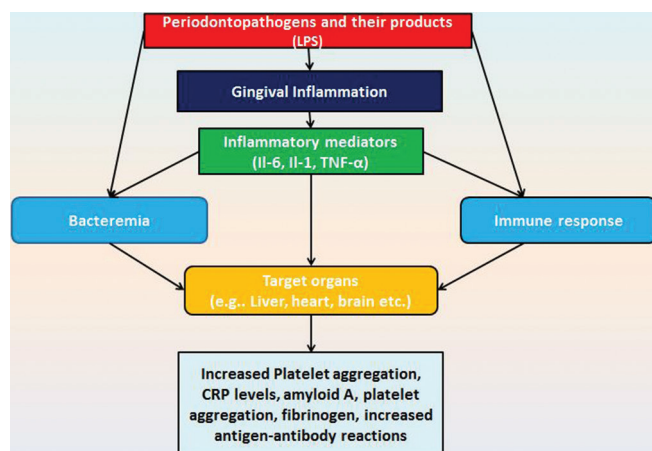 Periodontopathogens and their products
(LPS)
Gingival Inflammation
Inflammatory mediators
(Il-6, Il-1, TNF-α)
Bacteremia
Immune response
Target organs
(e.g.. Liver, heart, brain etc.)
Increased Platelet aggregation,
CRP levels, amyloid A, platelet
aggregation, fibrinogen, increased
antigen-antibody reactions